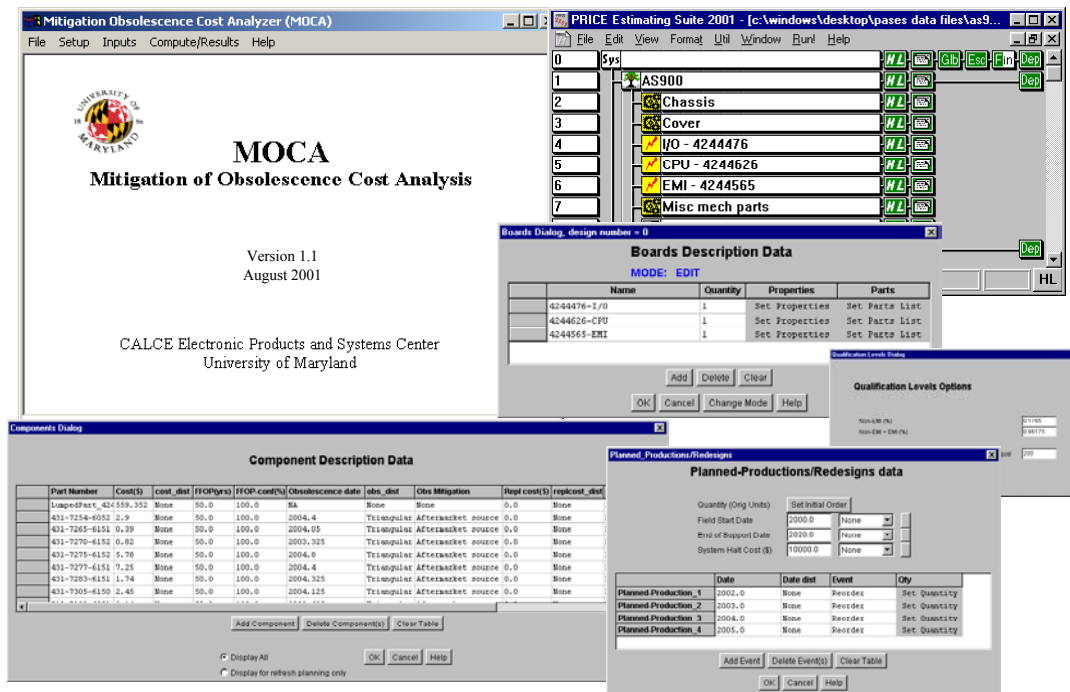 Mitigation Obsolescence Cost Analyzer (MOCA)
File Setup Inputs Compute/Results Help
UNIVERSITY OF
18 56
MARYLAND
MOCA
Mitigation of Obsolescence Cost Analysis
Version 1.1
August 2001
CALCE Electronic Products and Systems Center
University of Maryland
PRICE Estimating Suite 2001 - [c:\windows\desktop\pases data files\as9...
File Edit View Format Util Window Run! Help
0 Sys HL Glb Esc Fin Dep
1 AS900 Dep
2 Chassis HL
3 Cover HL
4 I/O - 4244476 HL
5 CPU - 4244626 HL
6 EMI - 4244565 HL
7 Misc mech parts HL
Dep
HL
Boards Dialog, design number = 0
Boards Description Data
MODE: EDIT
Name Quantity Properties Parts
4244476-I/O 1 Set Properties Set Parts List
4244626-CPU 1 Set Properties Set Parts List
4244565-EMI 1 Set Properties Set Parts List
Add Delete Clear
OK Cancel Change Mode Help
Qualification Levels Dialog
Qualification Levels Options
Non-EMI (%) 0.1765
Non-EMI + EMI (%)
200
Components Dialog
Component Description Data
Part Number Cost($) cost_dist FFOP(yrs) FFOP-conf(%) Obsolescence date obs_dist Obs Mitigation Repl cost($) replcost_dist
LumpedPart_424 559.352 None 50.0 100.0 NA None None 0.0 None
431-7254-6052 2.9 None 50.0 100.0 2004.4 Triangular Aftermarket source 0.0 None
431-7265-6151 0.39 None 50.0 100.0 2004.05 Triangular Aftermarket source 0.0 None
431-7270-6152 0.82 None 50.0 100.0 2003.325 Triangular Aftermarket source 0.0 None
431-7275-6152 5.78 None 50.0 100.0 2004.8 Triangular Aftermarket source 0.0 None
431-7277-6151 7.25 None 50.0 100.0 2004.4 Triangular Aftermarket source 0.0 None
431-7283-6151 1.74 None 50.0 100.0 2004.325 Triangular Aftermarket source 0.0 None
431-7305-6150 2.45 None 50.0 100.0 2004.125 Triangular Aftermarket source 0.0 None
Add Component Delete Component(s) Clear Table
Display All OK Cancel Help
Display for refresh planning only
Planned_Productions/Redesigns
Planned-Productions/Redesigns data
Quantity (Orig Units) Set Initial Order
Field Start Date 2000.0 None
End of Support Date 2020.0 None
System Halt Cost ($) 10000.0 None
Date Date dist Event Qty
Planned-Production_1 2002.0 None Reorder Set Quantity
Planned-Production_2 2003.0 None Reorder Set Quantity
Planned-Production_3 2004.0 None Reorder Set Quantity
Planned-Production_4 2005.0 None Reorder Set Quantity
Add Event Delete Event(s) Clear Table
OK Cancel Help